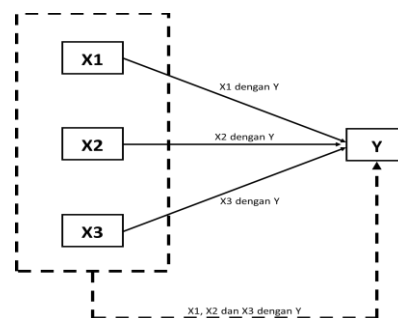 X1
X1 dengan Y
X2
X2 dengan Y
Y
X3
X3 dengan Y
X1, X2 dan X3 dengan Y